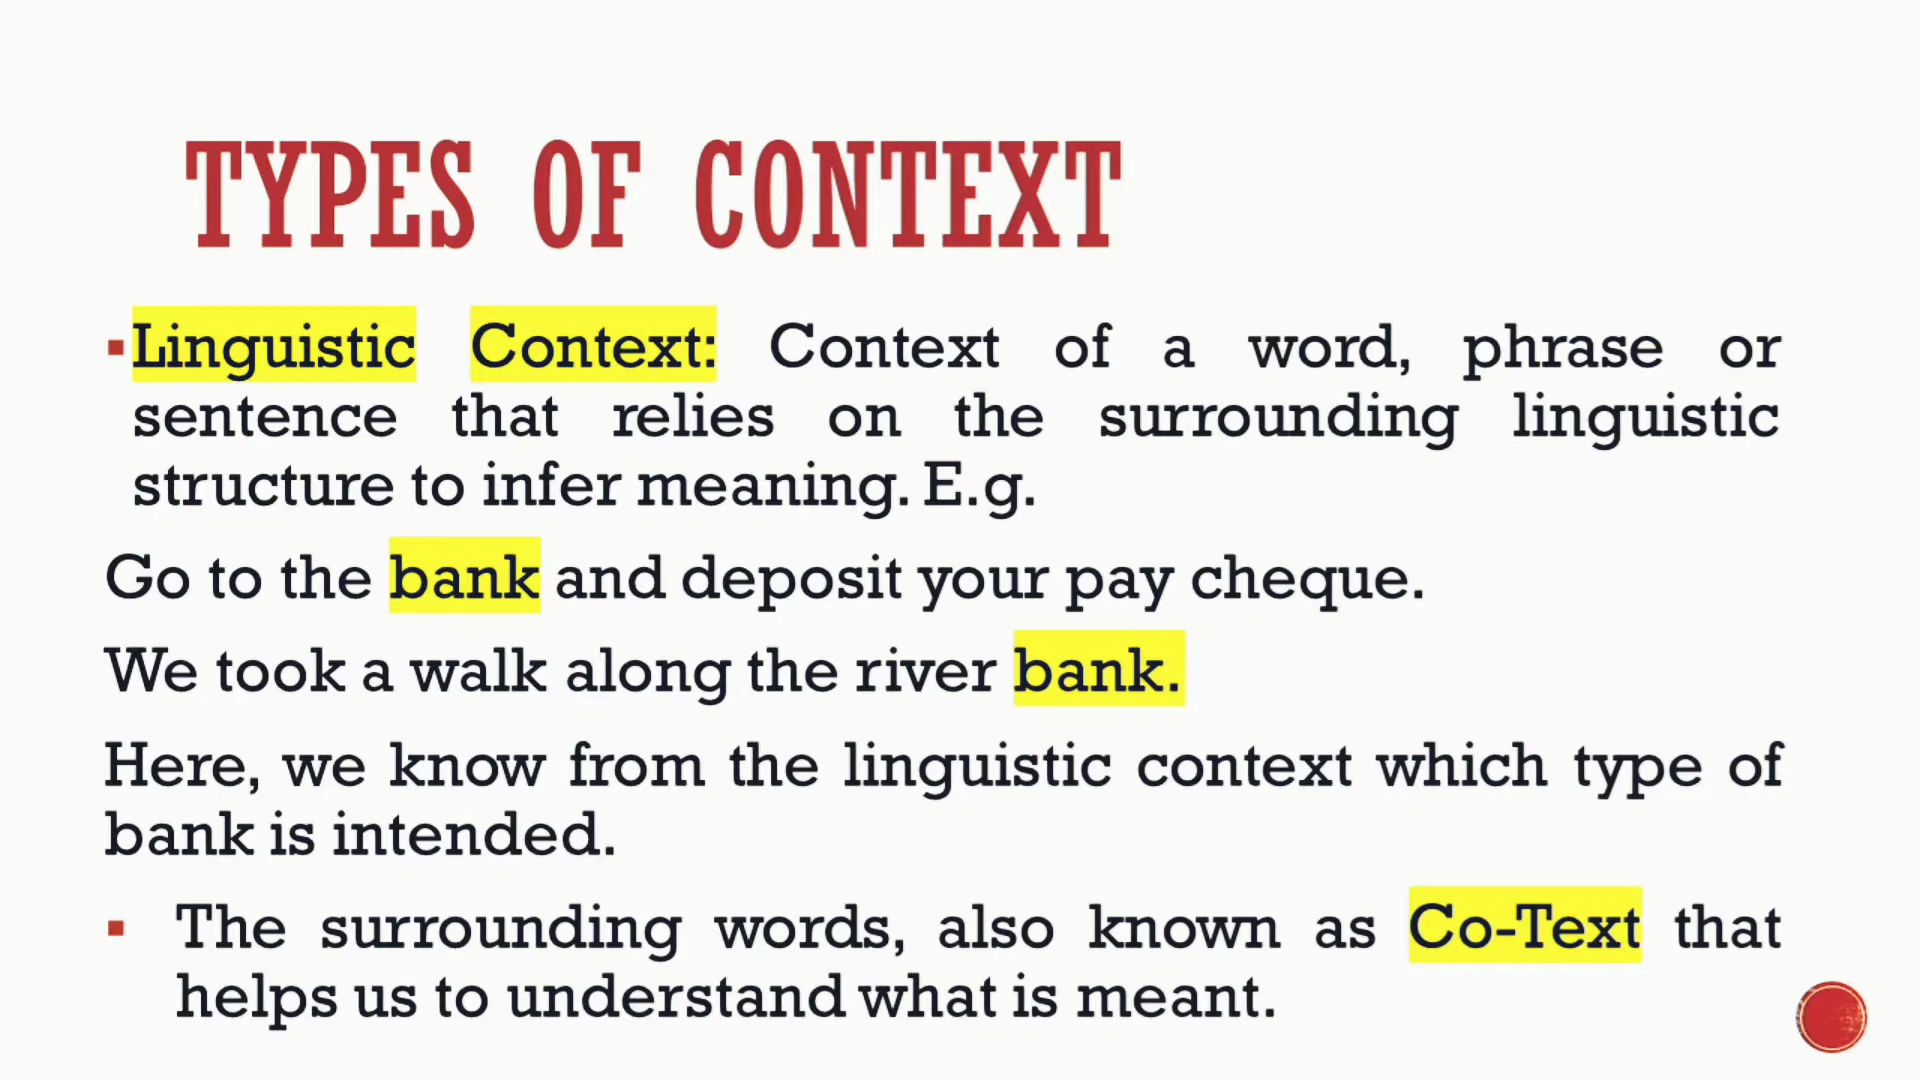 TYPES OF CONTEXT
▪Linguistic Context: Context of a word, phrase or
sentence that relies on the surrounding linguistic
structure to infer meaning. E.g.
Go to the bank and deposit your pay cheque.
We took a walk along the river bank.
Here, we know from the linguistic context which type of
bank is intended.
▪ The surrounding words, also known as Co-Text that
helps us to understand what is meant.